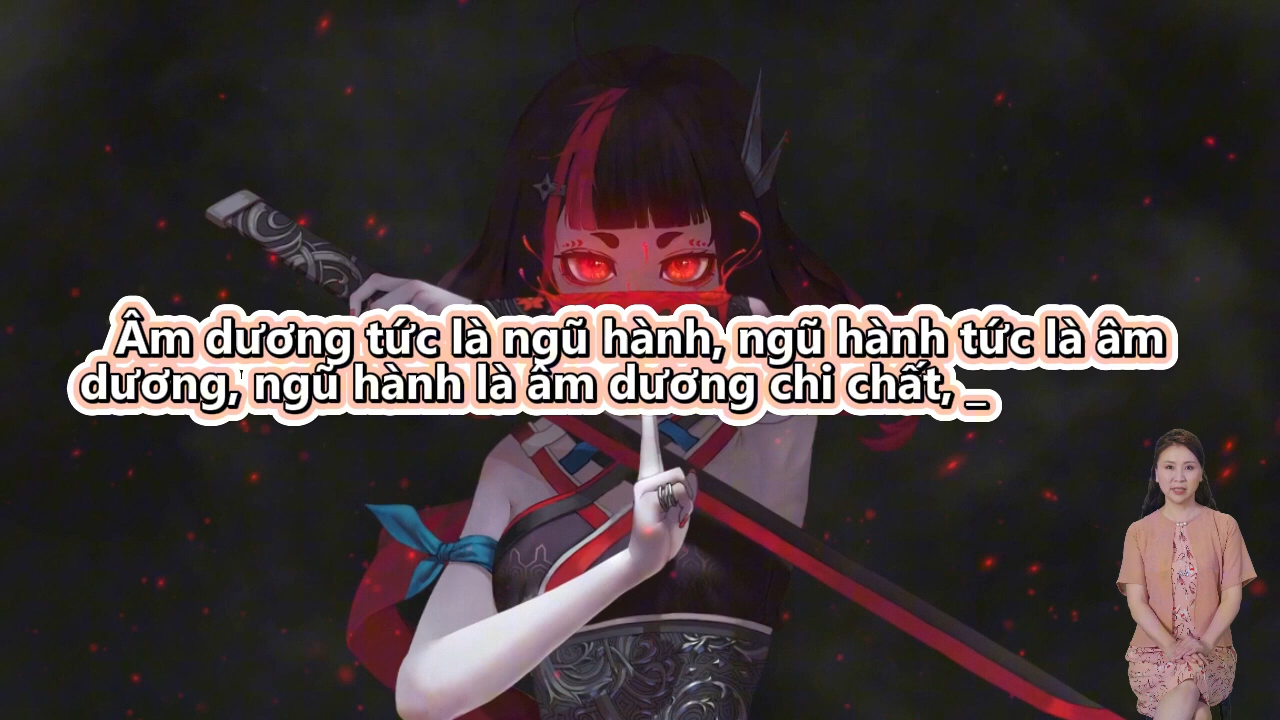 Âm dương tức là ngũ hành, ngũ hành tức là âm
dương, ngũ hành là âm dương chi chất, _